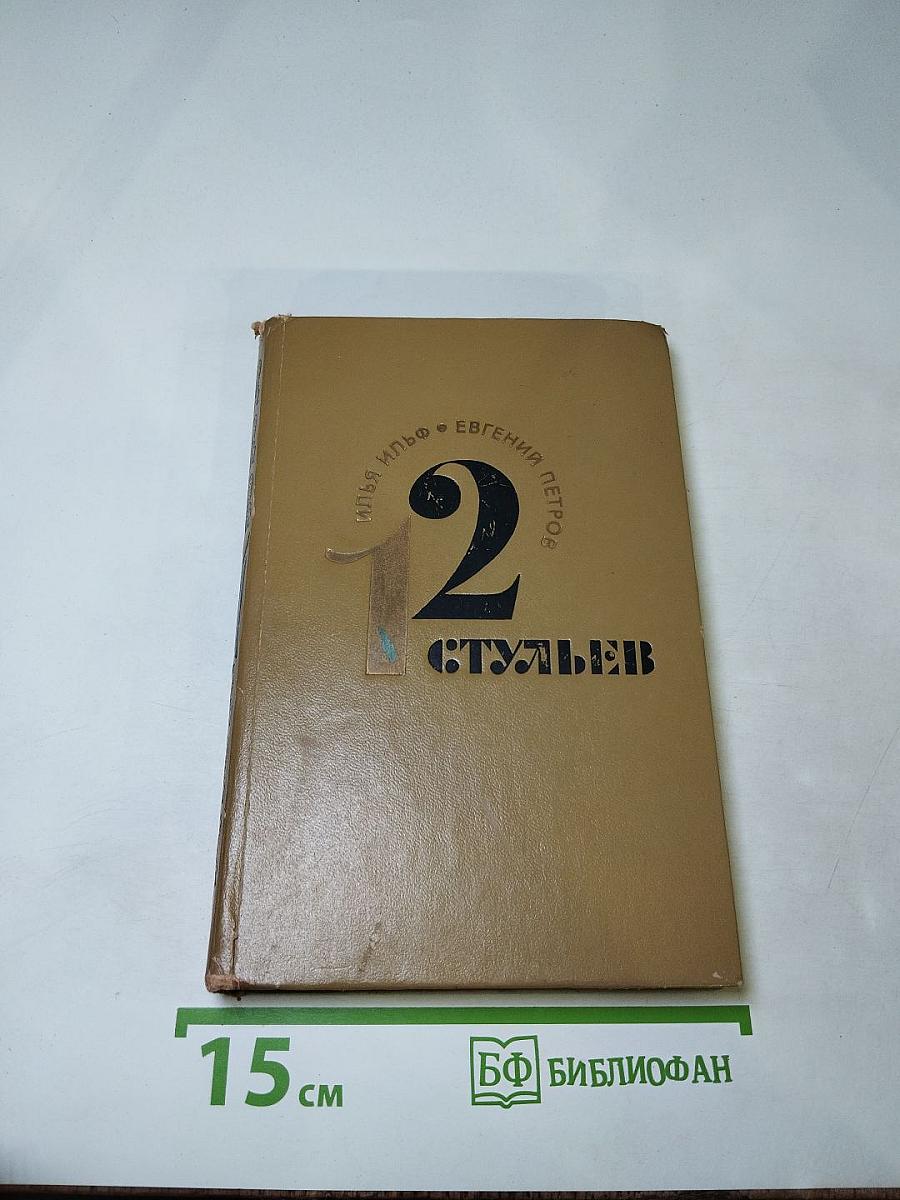 ИЛЬЯ ИЛЬФ • ЕВГЕНИЙ ПЕТРОВ
12
СТУЛЬЕВ
15 см
БФ БИБЛИОФАН